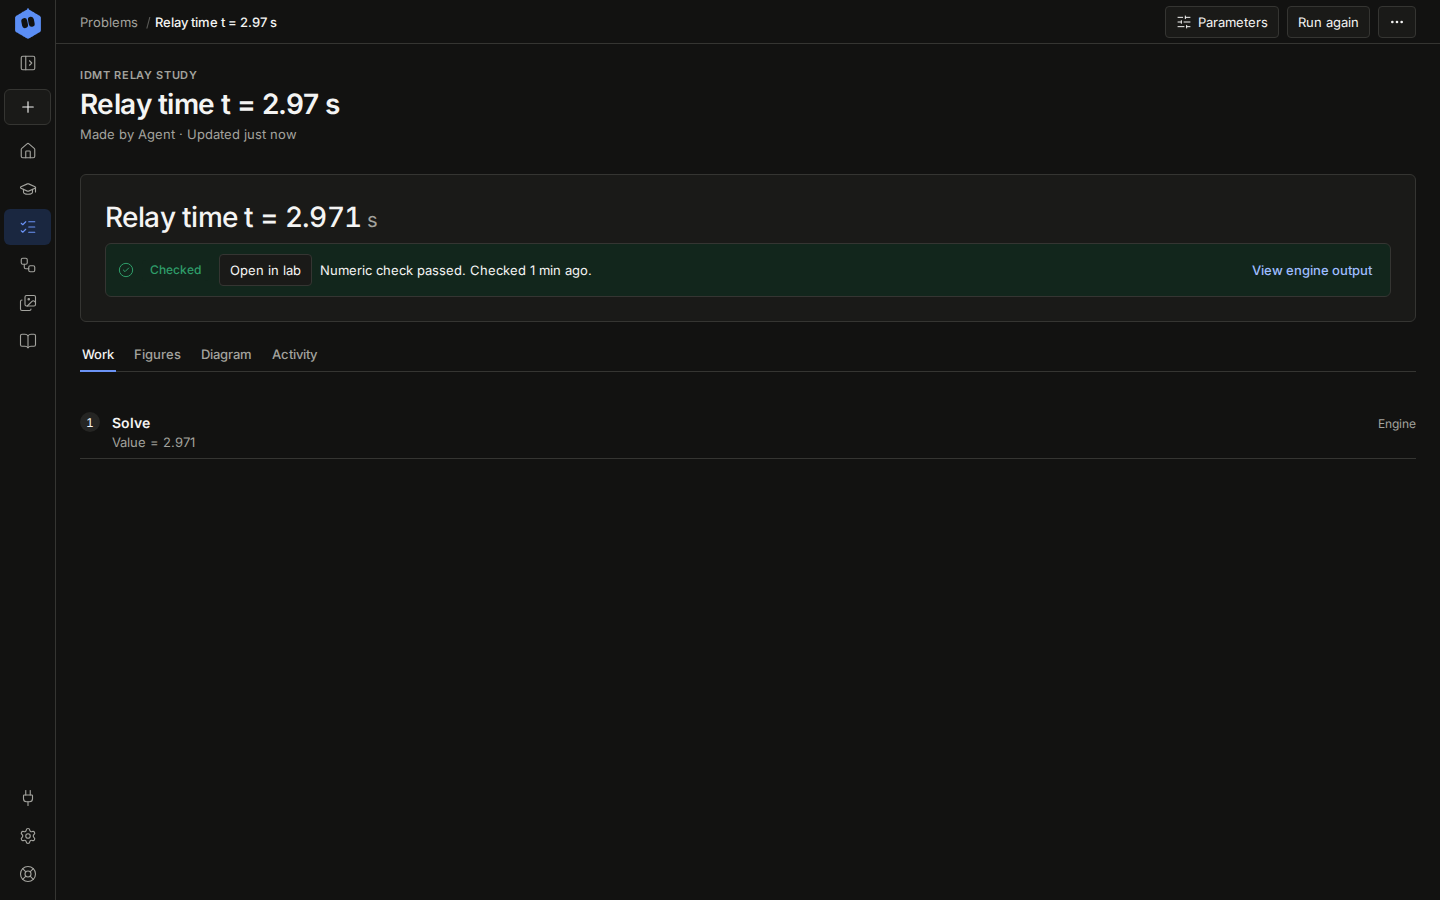 Problems / Relay time t = 2.97 s
Parameters
Run again
IDMT RELAY STUDY
Relay time t = 2.97 s
Made by Agent · Updated just now
Relay time t = 2.971 s
Checked
Open in lab
Numeric check passed. Checked 1 min ago.
View engine output
Work
Figures
Diagram
Activity
1
Solve
Engine
Value = 2.971